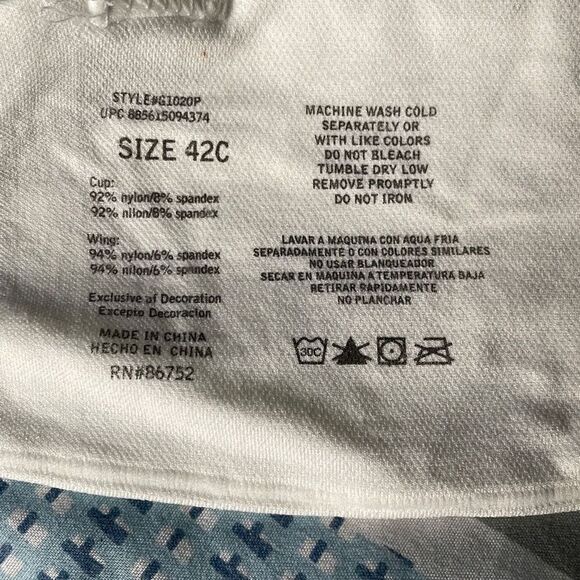 STYLE#G1020P
UPC 885615094374
SIZE 42C
Cup:
92% nylon/8% spandex
92% nilon/8% spandex
Wing:
94% nylon/6% spandex
94% nilon/6% spandex
Exclusive of Decoration
Excepto Decoracion
MADE IN CHINA
HECHO EN CHINA
RN#86752
MACHINE WASH COLD
SEPARATELY OR
WITH LIKE COLORS
DO NOT BLEACH
TUMBLE DRY LOW
REMOVE PROMPTLY
DO NOT IRON
LAVAR A MAQUINA CON AQUA FRIA
SEPARADAMENTE O CON COLORES SIMILARES
NO USAR BLANQUEADOR
SECAR EN MAQUINA A TEMPERATURA BAJA
RETIRAR RAPIDAMENTE
NO PLANCHAR
30C